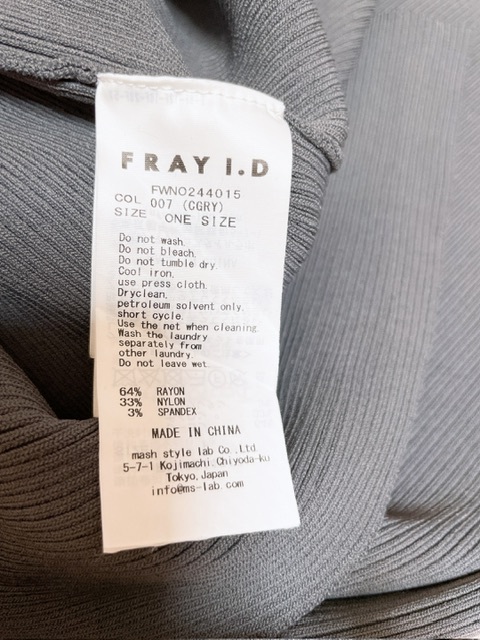 FRAY I.D
FWNO244015
COL 007 (CGRY)
SIZE ONE SIZE
Do not wash.
Do not bleach.
Do not tumble dry.
Cool iron,
use press cloth.
Dryclean,
petroleum solvent only,
short cycle.
Use the net when cleaning
Wash the laundry
separately from
other laundry.
Do not leave wet.
64% RAYON
33% NYLON
3% SPANDEX
MADE IN CHINA
mash style lab Co.,Ltd.
5-7-1 Kojimachi,Chiyoda-ku
Tokyo,Japan
info@ms-lab.com